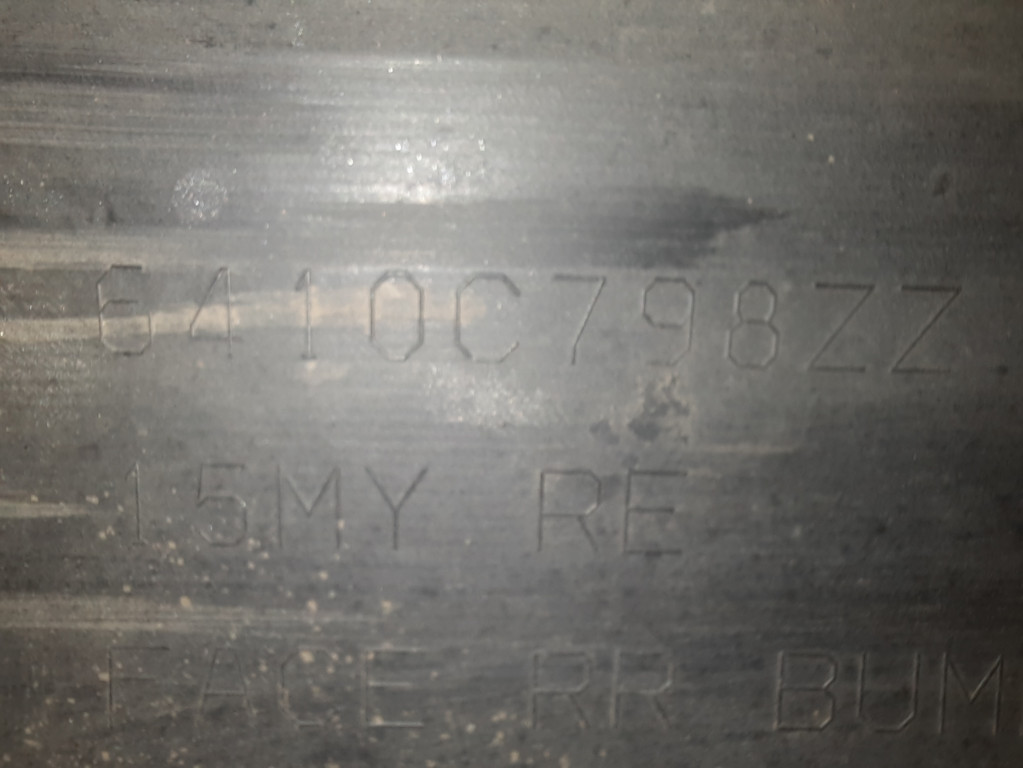 6410C798ZZ
15MY RE
FACE RR BUM